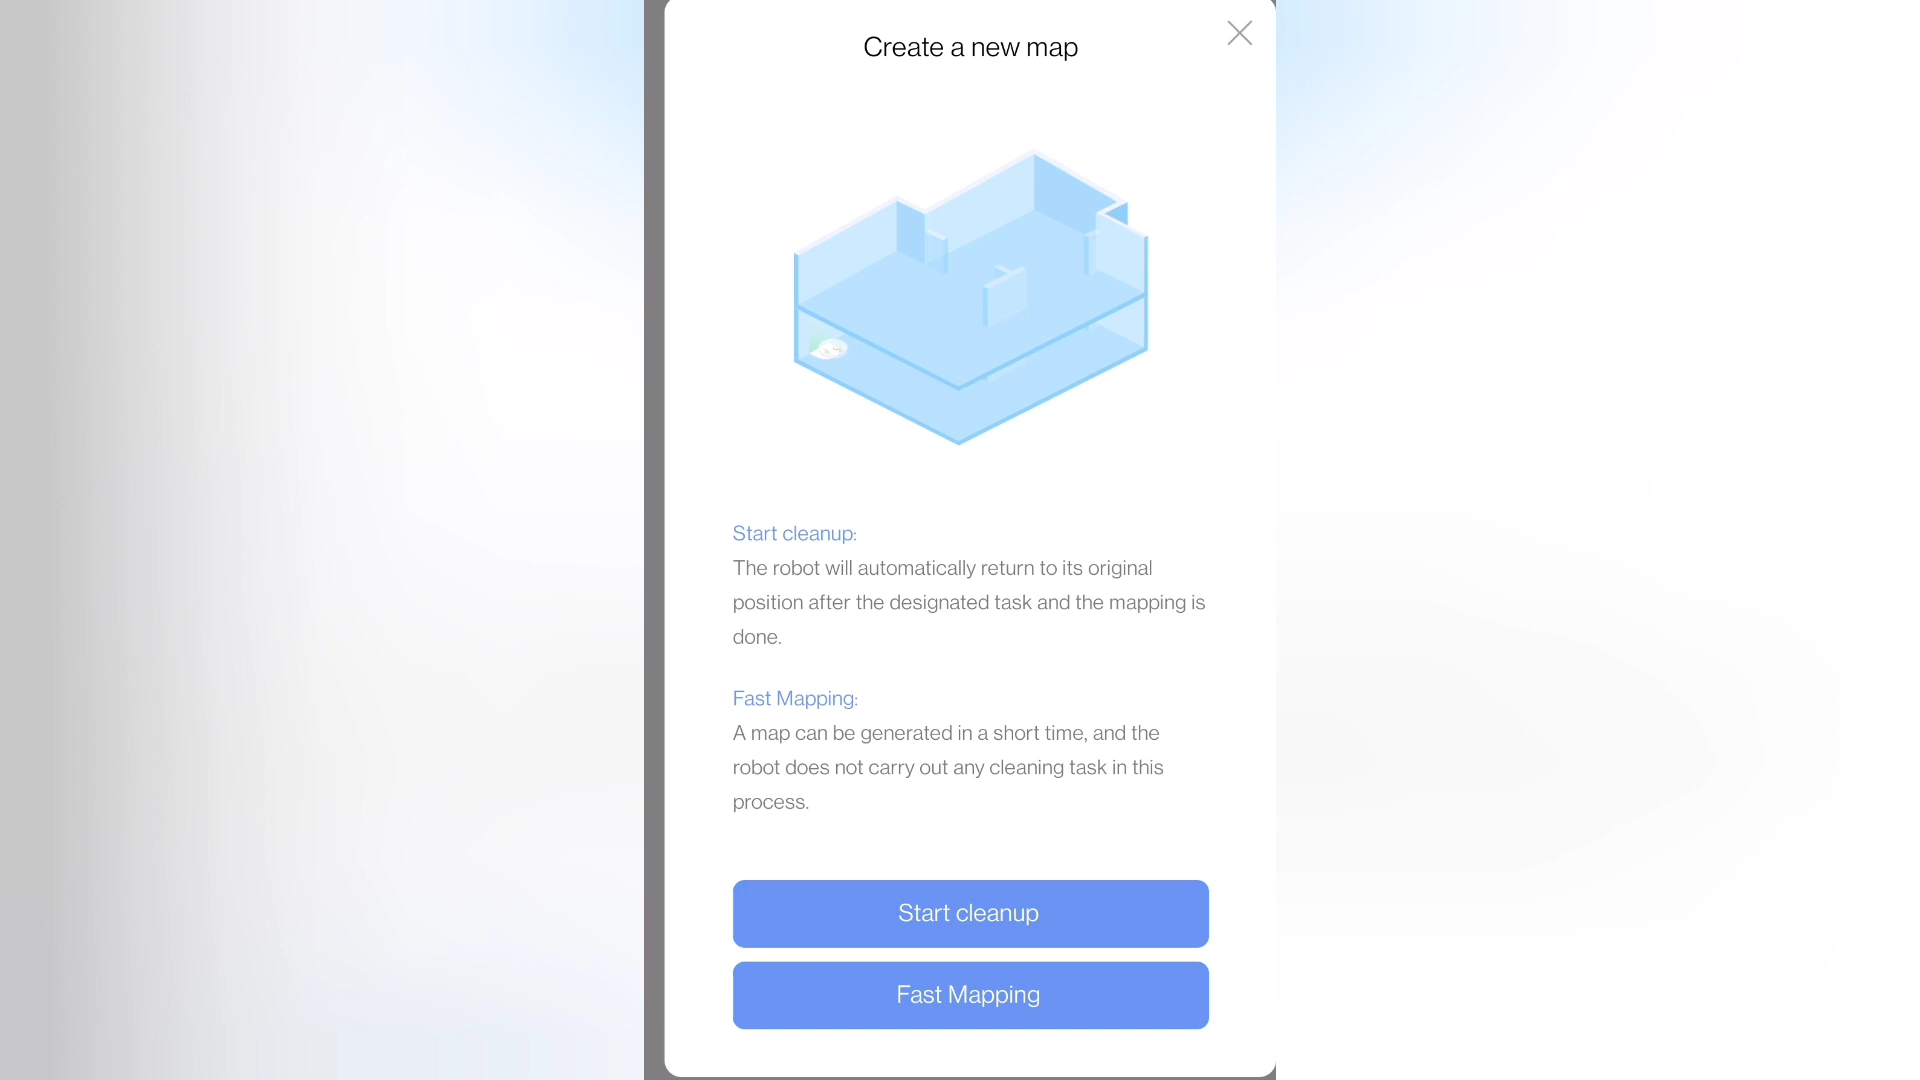 Create a new map
Start cleanup:
The robot will automatically return to its original
position after the designated task and the mapping is
done.
Fast Mapping:
A map can be generated in a short time, and the
robot does not carry out any cleaning task in this
process.
Start cleanup
Fast Mapping